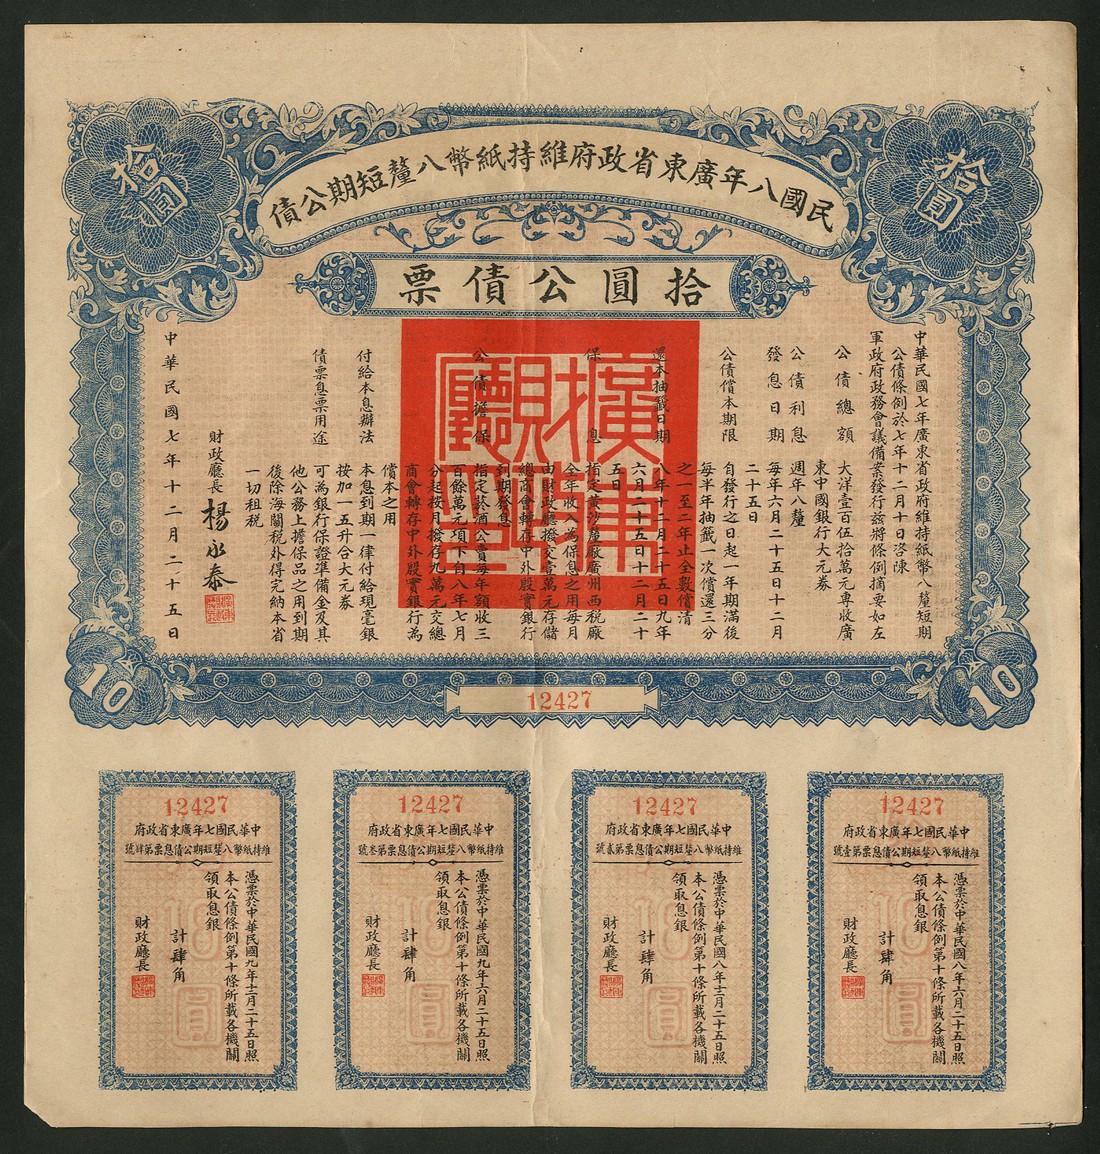 民國八年廣東省政府維持紙幣八釐短期公債
拾圓
拾圓
拾圓公債票
中華民國七年廣東省政府維持紙幣八釐短期
公債條例於七年十二月十日咨陳
軍政府政務會議備案發行茲將條例摘要如左
公債總額 大洋壹百伍拾萬元專收廣
東中國銀行大元券
公債利息 週年八釐
發息日期 每年六月二十五日十二月
二十五日
公債償本期限 自發行之日起一年期滿後
每半年抽籤一次償還三分
之一至二年止全數償清
還本抽籤日期 八年十二月二十五日九年
六月二十五日十二月二十
五日
保息 指定黄沙釐廠廣州西稅廠
全年收入為保息之用每月
由財政廳撥交壹萬元存儲
總商會轉存中外殷實銀行
到期發息
公債擔保 指定菸酒公賣每年額收三
百餘萬元項下自八年七月
分起按月撥存九萬元交總
商會轉存中外殷實銀行為
償本之用
付給本息辦法 本息到期一律付給現毫銀
按加一五升合大元券
債票息票用途 可為銀行保證準備金及其
他公務上擔保品之用到期
後除海關稅外得完納本省
一切租稅
財政廳長 楊永泰
中華民國七年十二月二十五日
廣東財政廳印
10
10
12427
12427
中華民國七年廣東省政府
維持紙幣八釐短期公債息票第壹號
憑票於中華民國八年六月二十五日照
本公債條例第十條所載各機關
領取息銀
計肆角
財政廳長
10圓
12427
中華民國七年廣東省政府
維持紙幣八釐短期公債息票第貳號
憑票於中華民國八年十二月二十五日照
本公債條例第十條所載各機關
領取息銀
計肆角
財政廳長
10圓
12427
中華民國七年廣東省政府
維持紙幣八釐短期公債息票第叁號
憑票於中華民國九年六月二十五日照
本公債條例第十條所載各機關
領取息銀
計肆角
財政廳長
10圓
12427
中華民國七年廣東省政府
維持紙幣八釐短期公債息票第肆號
憑票於中華民國九年十二月二十五日照
本公債條例第十條所載各機關
領取息銀
計肆角
財政廳長
10圓